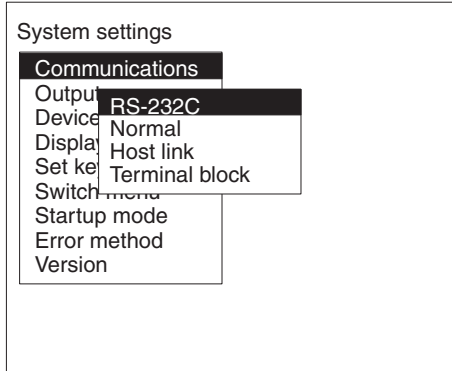 System settings
Communications
Output
RS-232C
Device
Normal
Display
Host link
Set key
Terminal block
Switch menu
Startup mode
Error method
Version